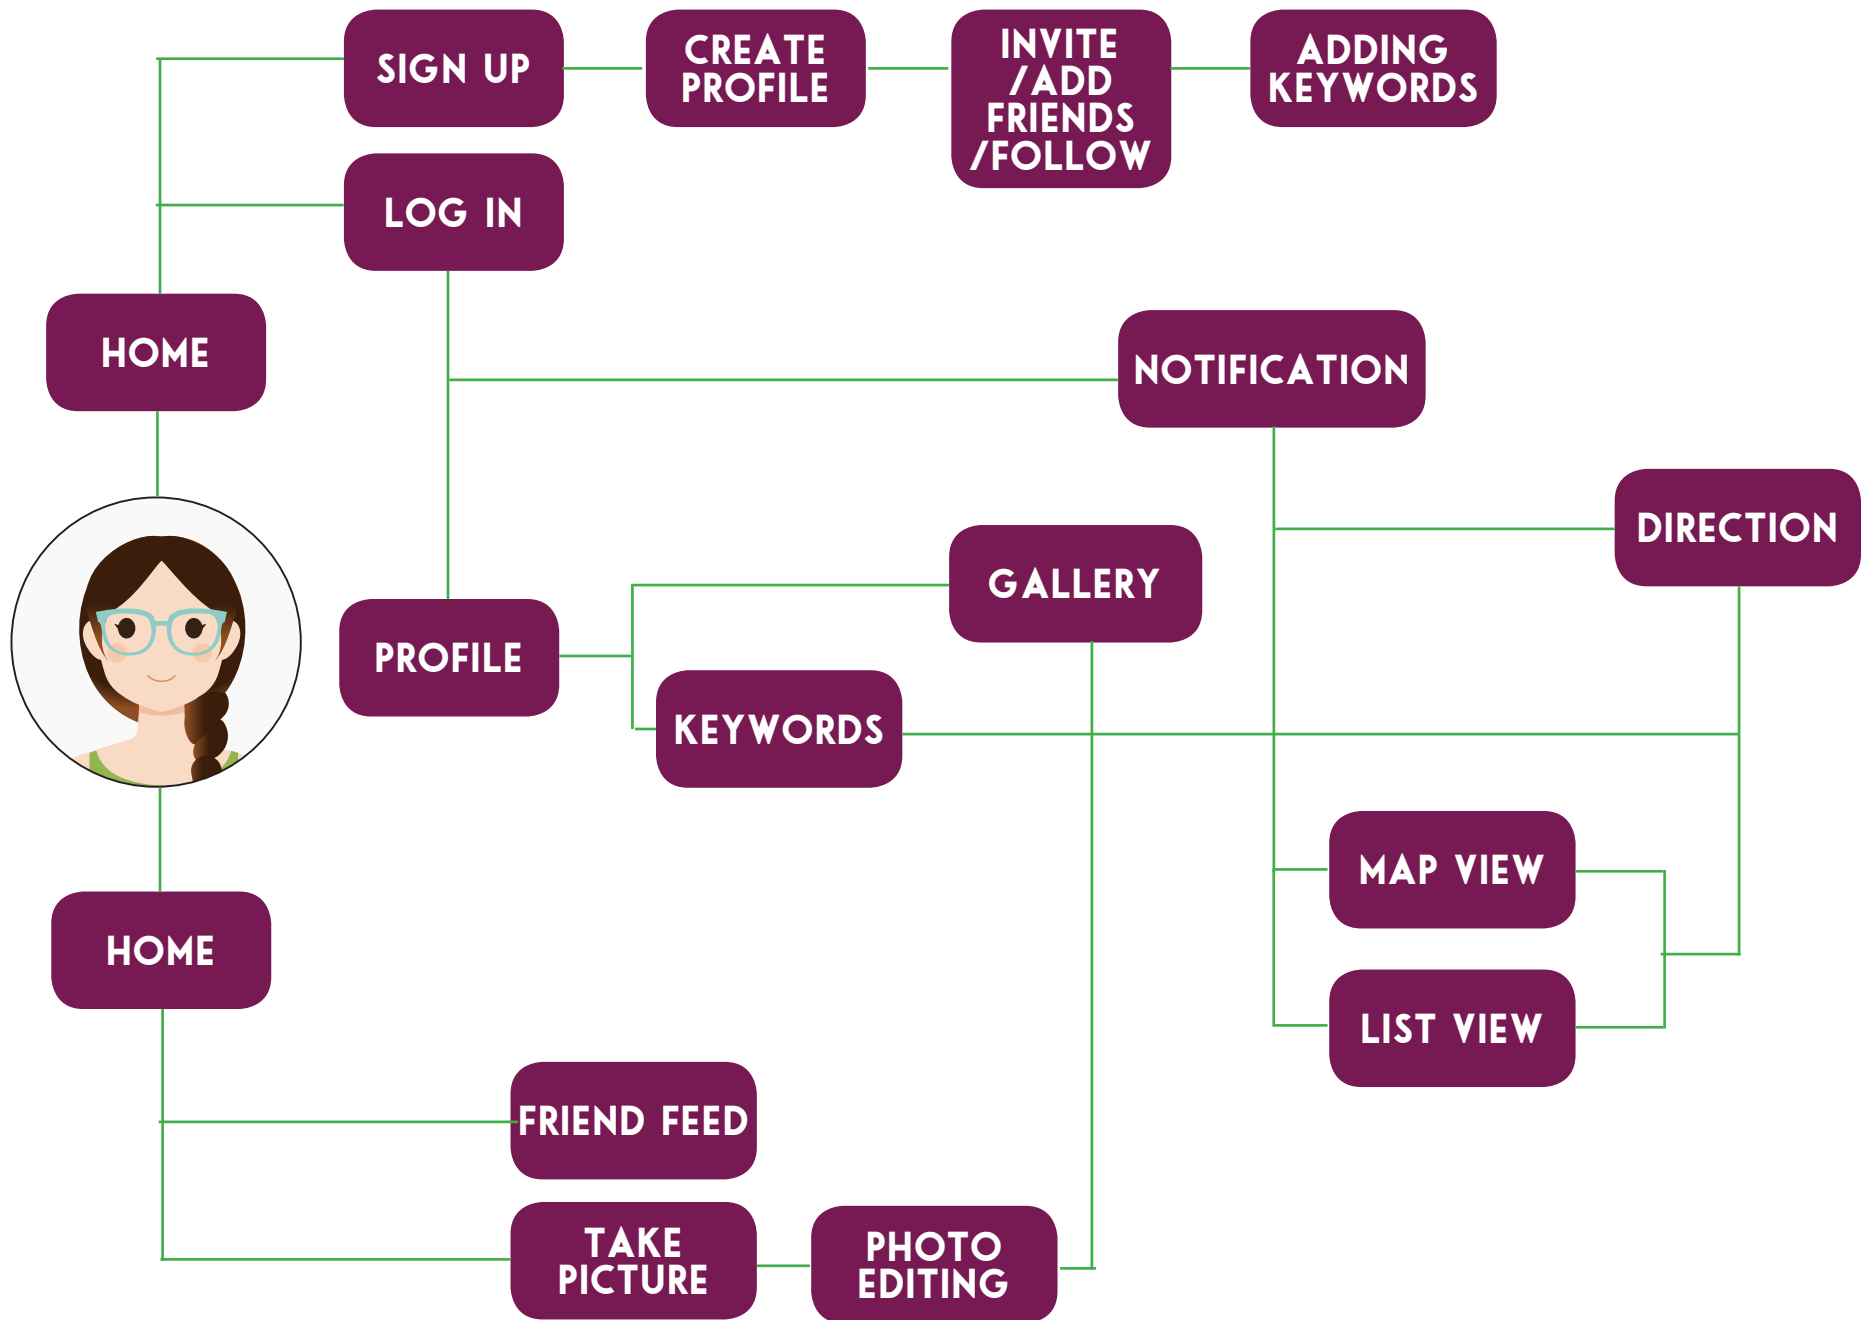 SIGN UP
CREATE
PROFILE
INVITE
/ADD
FRIENDS
/FOLLOW
ADDING
KEYWORDS
LOG IN
HOME
NOTIFICATION
DIRECTION
GALLERY
PROFILE
KEYWORDS
MAP VIEW
HOME
LIST VIEW
FRIEND FEED
TAKE
PICTURE
PHOTO
EDITING